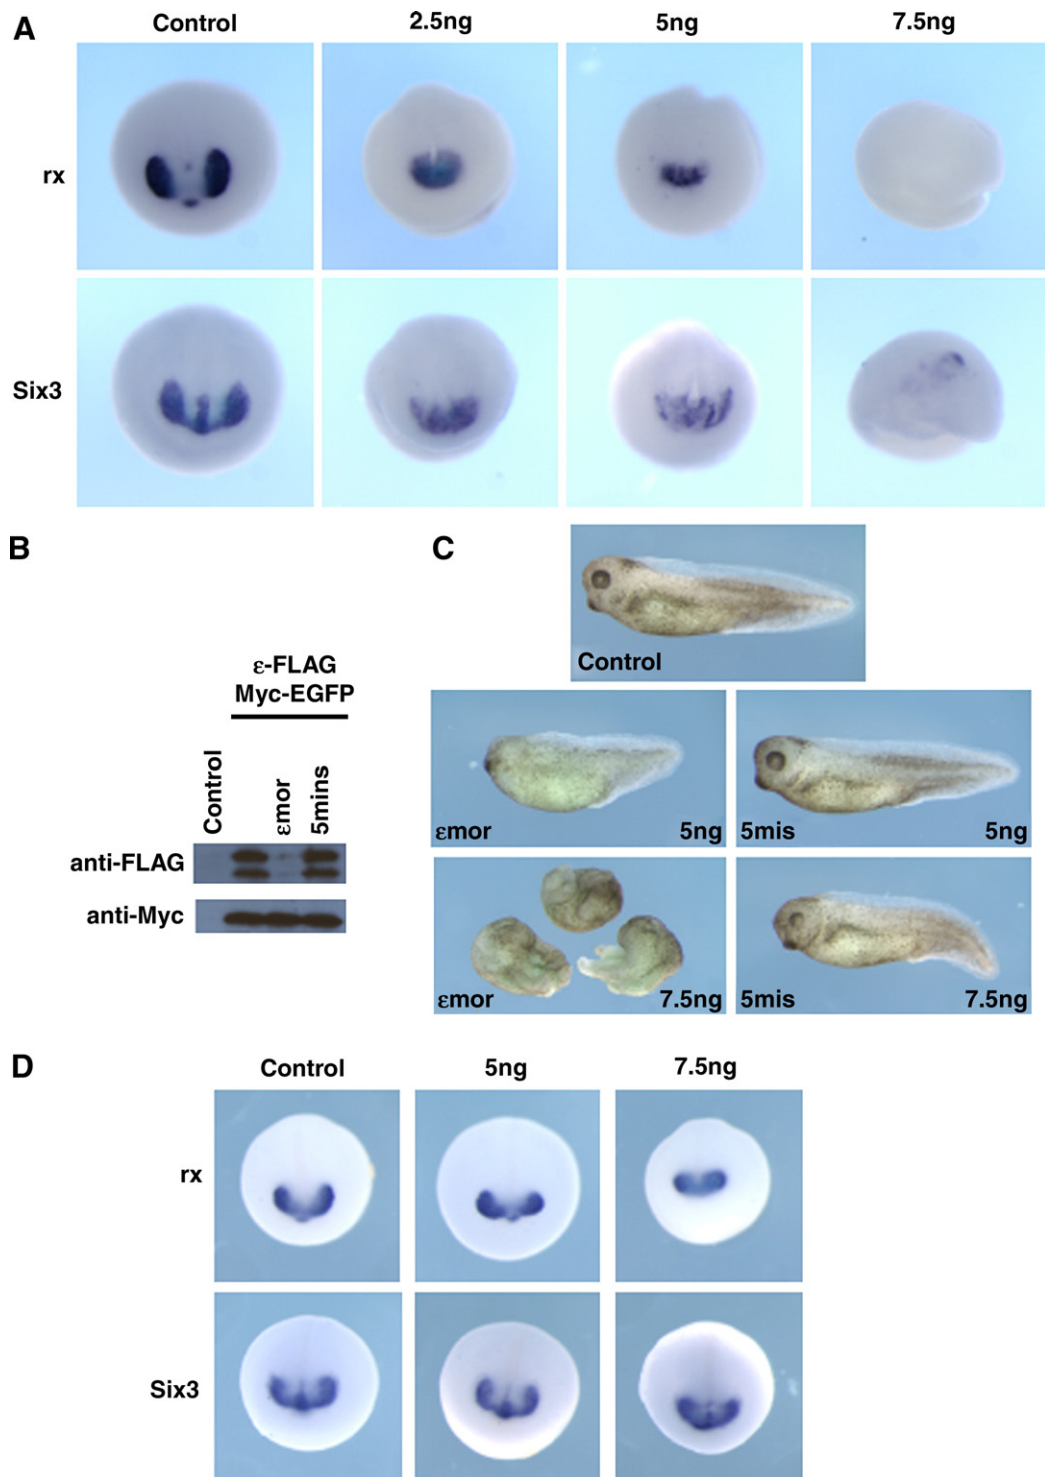 A
Control 2.5ng 5ng 7.5ng
rx
Six3
B
ε-FLAG
Myc-EGFP
Control εmor 5mins
anti-FLAG
anti-Myc
C
Control
εmor 5ng
5mis 5ng
εmor 7.5ng
5mis 7.5ng
D
Control 5ng 7.5ng
rx
Six3